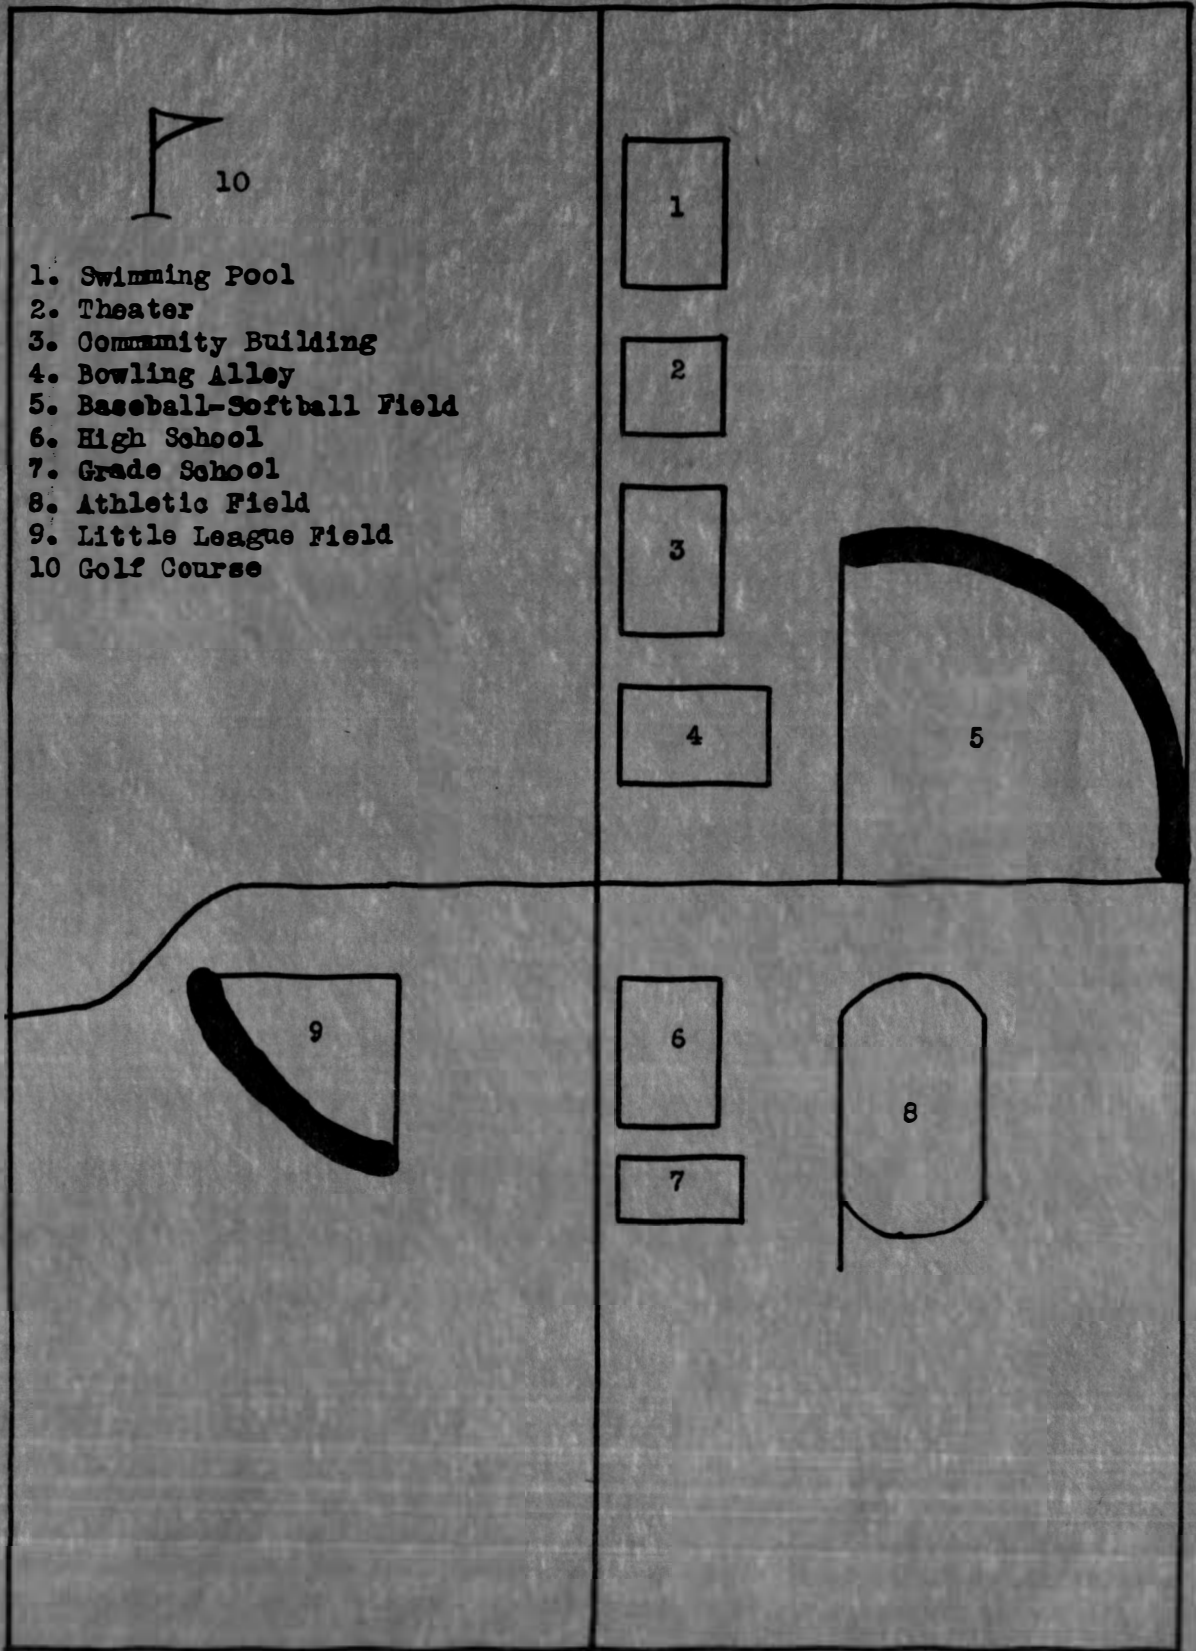 10
1
1. Swimming Pool
2. Theater
3. Community Building
4. Bowling Alley
5. Baseball-Softball Field
6. High School
7. Grade School
8. Athletic Field
9. Little League Field
10 Golf Course
2
3
4
5
9
6
8
7